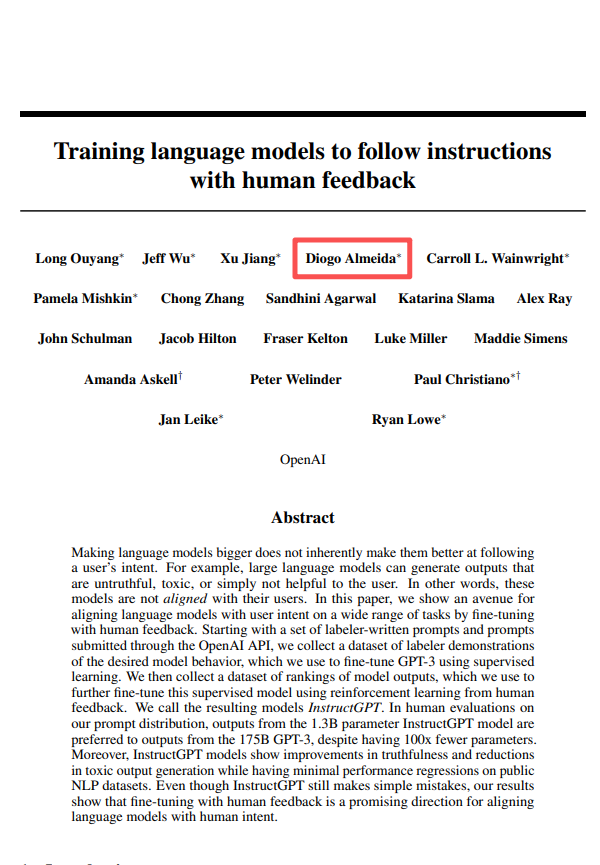 Training language models to follow instructions
with human feedback
Long Ouyang* Jeff Wu* Xu Jiang* Diogo Almeida* Carroll L. Wainwright*
Pamela Mishkin* Chong Zhang Sandhini Agarwal Katarina Slama Alex Ray
John Schulman Jacob Hilton Fraser Kelton Luke Miller Maddie Simens
Amanda Askell† Peter Welinder Paul Christiano*†
Jan Leike* Ryan Lowe*
OpenAI
Abstract
Making language models bigger does not inherently make them better at following
a user's intent. For example, large language models can generate outputs that
are untruthful, toxic, or simply not helpful to the user. In other words, these
models are not aligned with their users. In this paper, we show an avenue for
aligning language models with user intent on a wide range of tasks by fine-tuning
with human feedback. Starting with a set of labeler-written prompts and prompts
submitted through the OpenAI API, we collect a dataset of labeler demonstrations
of the desired model behavior, which we use to fine-tune GPT-3 using supervised
learning. We then collect a dataset of rankings of model outputs, which we use to
further fine-tune this supervised model using reinforcement learning from human
feedback. We call the resulting models InstructGPT. In human evaluations on
our prompt distribution, outputs from the 1.3B parameter InstructGPT model are
preferred to outputs from the 175B GPT-3, despite having 100x fewer parameters.
Moreover, InstructGPT models show improvements in truthfulness and reductions
in toxic output generation while having minimal performance regressions on public
NLP datasets. Even though InstructGPT still makes simple mistakes, our results
show that fine-tuning with human feedback is a promising direction for aligning
language models with human intent.